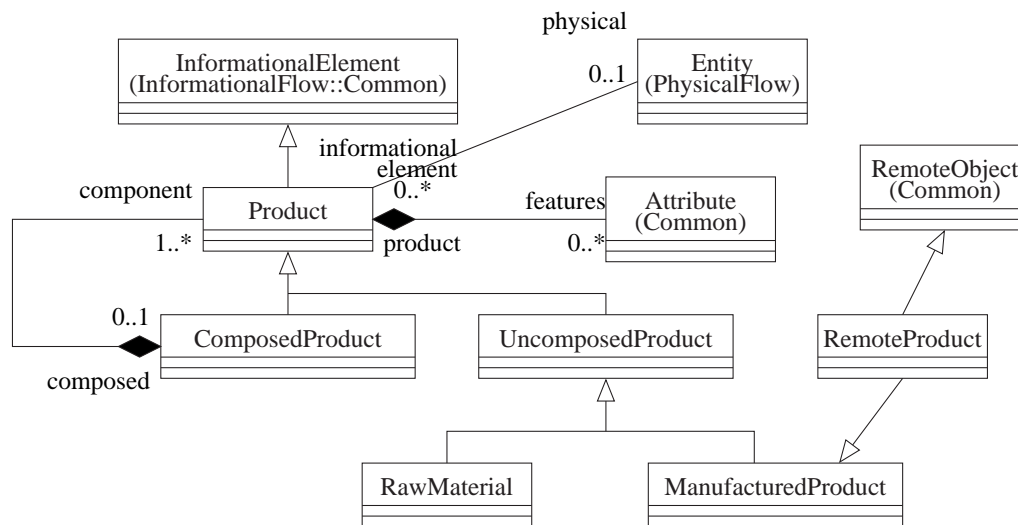 physical
InformationalElement
(InformationalFlow::Common)
Entity
(PhysicalFlow)
0..1
informational
element
0..*
component
Product
1..*
product
features
0..*
Attribute
(Common)
RemoteObject
(Common)
0..1
composed
ComposedProduct
UncomposedProduct
RemoteProduct
RawMaterial
ManufacturedProduct